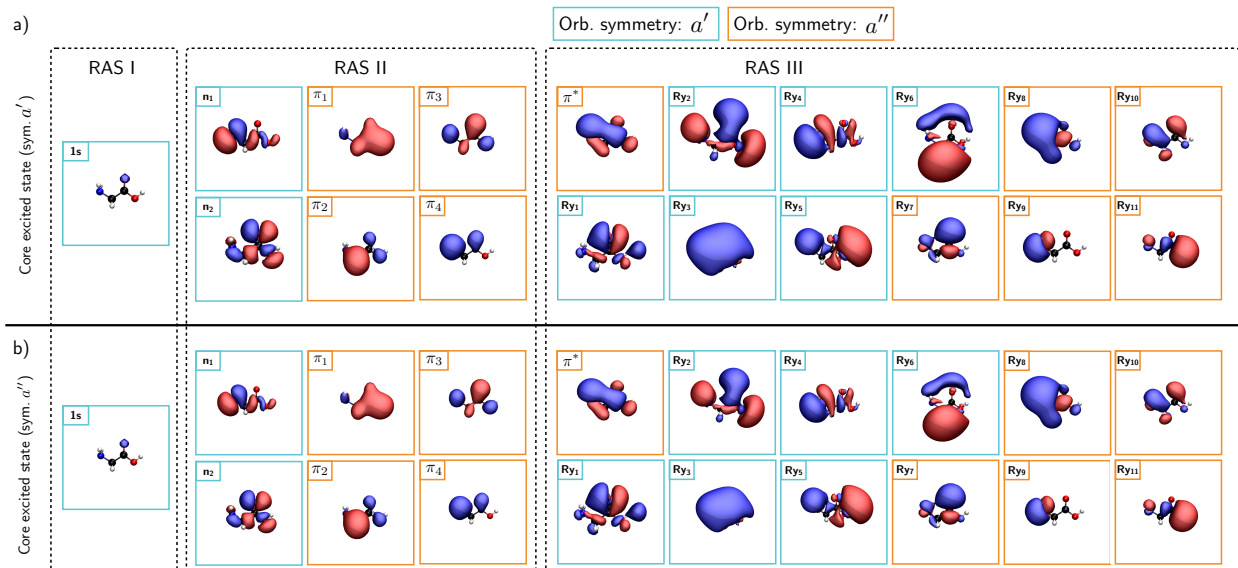 a)
Orb. symmetry: a′
Orb. symmetry: a′′
RAS I
RAS II
RAS III
Core excited state (sym. a′)
1s
n₁
π₁
π₃
π*
Ry₂
Ry₄
Ry₆
Ry₈
Ry₁₀
n₂
π₂
π₄
Ry₁
Ry₃
Ry₅
Ry₇
Ry₉
Ry₁₁
b)
Core excited state (sym. a′′)
1s
n₁
π₁
π₃
π*
Ry₂
Ry₄
Ry₆
Ry₈
Ry₁₀
n₂
π₂
π₄
Ry₁
Ry₃
Ry₅
Ry₇
Ry₉
Ry₁₁